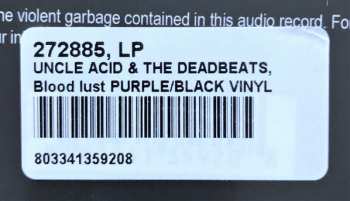 he violent garbage contained in this audio record. Fo
ur in
272885, LP
UNCLE ACID & THE DEADBEATS,
Blood lust PURPLE/BLACK VINYL
803341359208